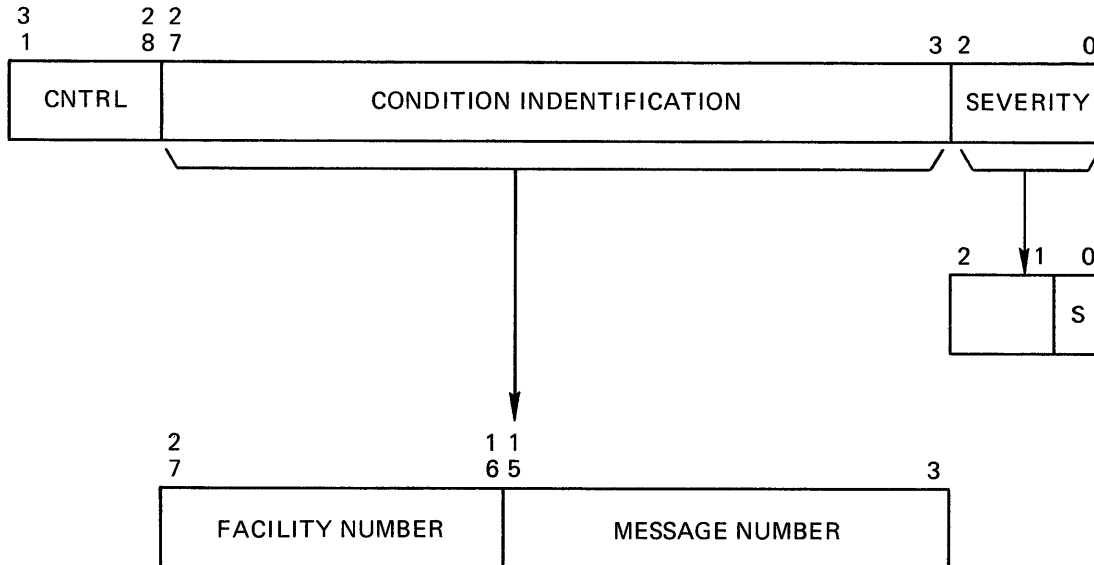 3 2 2
1 8 7 3 2 0
CNTRL CONDITION INDENTIFICATION SEVERITY
2 1 0
S
2 1 1
7 6 5 3
FACILITY NUMBER MESSAGE NUMBER